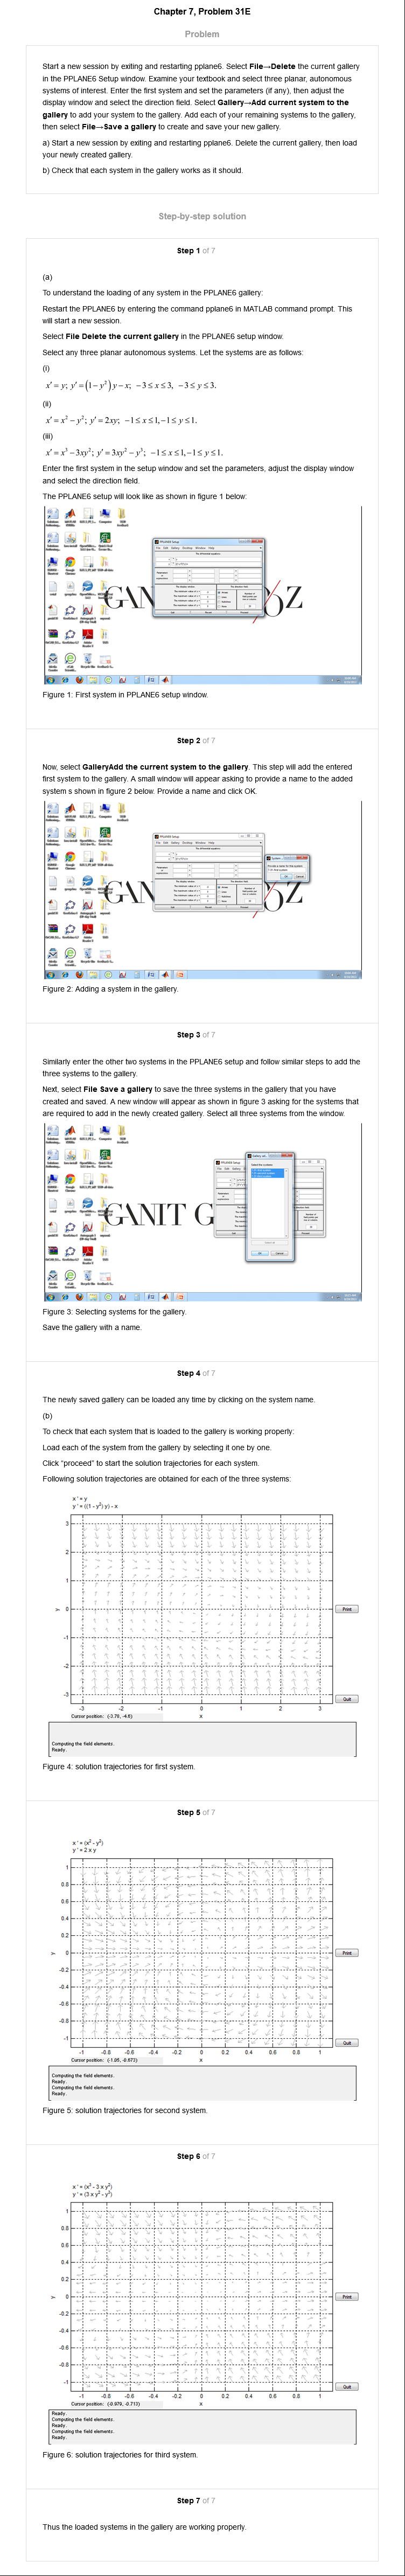 Chapter 7, Problem 31E
Problem
Start a new session by exiting and restarting pplane6. Select File→Delete the current gallery
in the PPLANE6 Setup window. Examine your textbook and select three planar, autonomous
systems of interest. Enter the first system and set the parameters (if any), then adjust the
display window and select the direction field. Select Gallery→Add current system to the
gallery to add your system to the gallery. Add each of your remaining systems to the gallery,
then select File→Save a gallery to create and save your new gallery.
a) Start a new session by exiting and restarting pplane6. Delete the current gallery, then load
your newly created gallery.
b) Check that each system in the gallery works as it should.
Step-by-step solution
Step 1 of 7
(a)
To understand the loading of any system in the PPLANE6 gallery:
Restart the PPLANE6 by entering the command pplane6 in MATLAB command prompt. This
will start a new session.
Select File Delete the current gallery in the PPLANE6 setup window.
Select any three planar autonomous systems. Let the systems are as follows:
(i)
x′ = y; y′ = (1 − y²) y − x; −3 ≤ x ≤ 3, −3 ≤ y ≤ 3.
(ii)
x′ = x² − y²; y′ = 2xy; −1 ≤ x ≤ 1, −1 ≤ y ≤ 1.
(iii)
x′ = x³ − 3xy²; y′ = 3xy² − y³; −1 ≤ x ≤ 1, −1 ≤ y ≤ 1.
Enter the first system in the setup window and set the parameters, adjust the display window
and select the direction field.
The PPLANE6 setup will look like as shown in figure 1 below:
GAN OZ
Figure 1: First system in PPLANE6 setup window.
Step 2 of 7
Now, select GalleryAdd the current system to the gallery. This step will add the entered
first system to the gallery. A small window will appear asking to provide a name to the added
system s shown in figure 2 below. Provide a name and click OK.
GAN OZ
Figure 2: Adding a system in the gallery.
Step 3 of 7
Similarly enter the other two systems in the PPLANE6 setup and follow similar steps to add the
three systems to the gallery.
Next, select File Save a gallery to save the three systems in the gallery that you have
created and saved. A new window will appear as shown in figure 3 asking for the systems that
are required to add in the newly created gallery. Select all three systems from the window.
GANIT G
Figure 3: Selecting systems for the gallery.
Save the gallery with a name.
Step 4 of 7
The newly saved gallery can be loaded any time by clicking on the system name.
(b)
To check that each system that is loaded to the gallery is working properly:
Load each of the system from the gallery by selecting it one by one.
Click "proceed" to start the solution trajectories for each system.
Following solution trajectories are obtained for each of the three systems:
x ' = y
y ' = ((1 - y²) y) - x
3
2
1
y 0 Print
-1
-2
-3
Quit
-3 -2 -1 0 1 2 3
Cursor position: (-3.76, -4.6) x
Computing the field elements.
Ready.
Figure 4: solution trajectories for first system.
Step 5 of 7
x ' = (x² - y²)
y ' = 2 x y
1
0.8
0.6
0.4
0.2
y 0 Print
-0.2
-0.4
-0.6
-0.8
-1
Quit
-1 -0.8 -0.6 -0.4 -0.2 0 0.2 0.4 0.6 0.8 1
Cursor position: (-1.05, -0.673) x
Computing the field elements.
Ready.
Computing the field elements.
Ready.
Figure 5: solution trajectories for second system.
Step 6 of 7
x ' = (x² - 3 x y²)
y ' = (3 x y² - y³)
1
0.8
0.6
0.4
0.2
y 0 Print
-0.2
-0.4
-0.6
-0.8
-1
Quit
-1 -0.8 -0.6 -0.4 -0.2 0 0.2 0.4 0.6 0.8 1
Cursor position: (-0.979, -0.713) x
Ready.
Computing the field elements.
Ready.
Computing the field elements.
Ready.
Figure 6: solution trajectories for third system.
Step 7 of 7
Thus the loaded systems in the gallery are working properly.